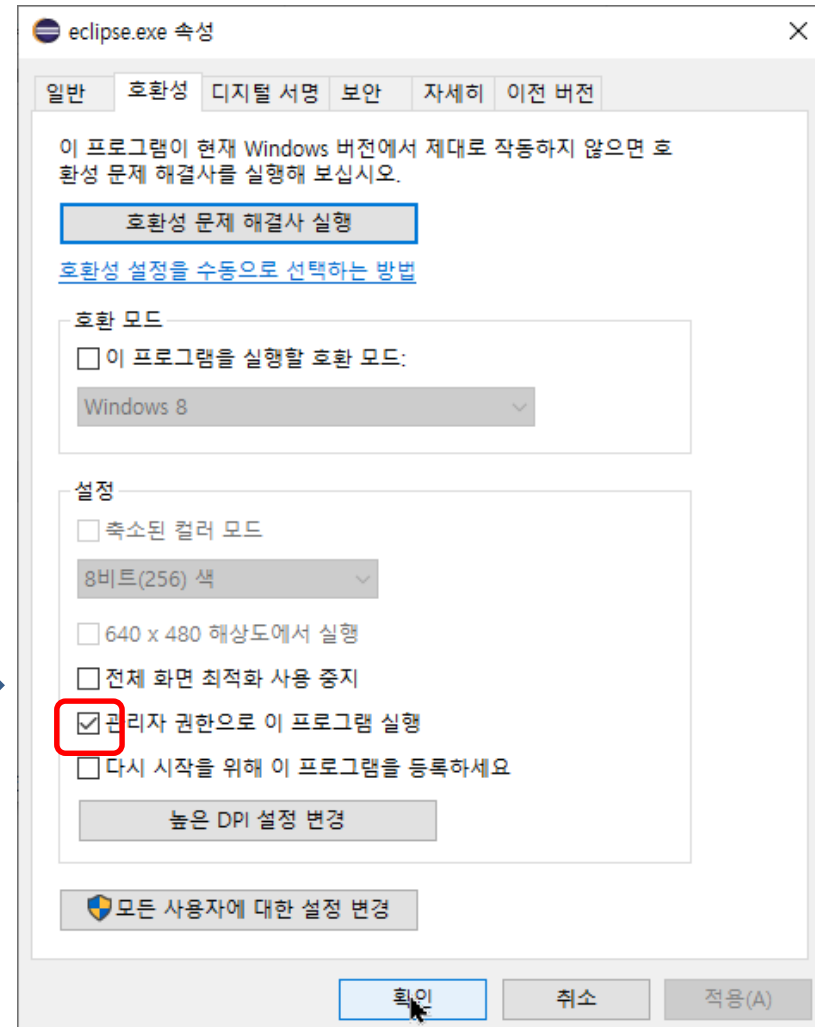 eclipse.exe 속성
일반 호환성 디지털 서명 보안 자세히 이전 버전
이 프로그램이 현재 Windows 버전에서 제대로 작동하지 않으면 호
환성 문제 해결사를 실행해 보십시오.
호환성 문제 해결사 실행
호환성 설정을 수동으로 선택하는 방법
호환 모드
이 프로그램을 실행할 호환 모드:
Windows 8
설정
축소된 컬러 모드
8비트(256) 색
640 x 480 해상도에서 실행
전체 화면 최적화 사용 중지
관리자 권한으로 이 프로그램 실행
다시 시작을 위해 이 프로그램을 등록하세요
높은 DPI 설정 변경
모든 사용자에 대한 설정 변경
확인 취소 적용(A)